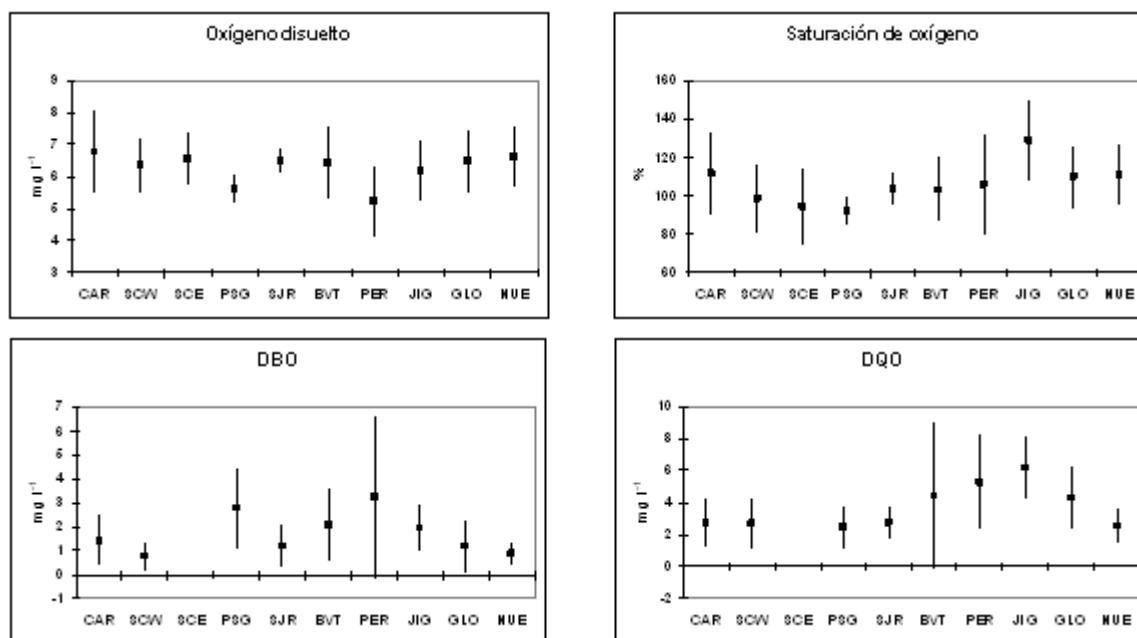 Oxígeno disuelto
9
8
7
6
5
4
3
mg l⁻¹
CAR SCW SCE PSG SJR BVT PER JIG GLO NUE
Saturación de oxígeno
160
140
120
100
80
60
%
CAR SCW SCE PSG SJR BVT PER JIG GLO NUE
DBO
7
6
5
4
3
2
1
0
-1
mg l⁻¹
CAR SCW SCE PSG SJR BVT PER JIG GLO NUE
DQO
10
8
6
4
2
0
-2
mg l⁻¹
CAR SCW SCE PSG SJR BVT PER JIG GLO NUE